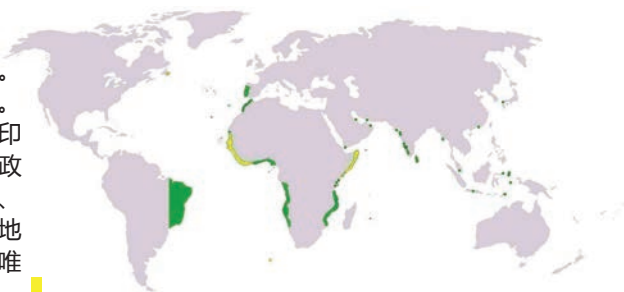 。
。
印
政
、
地
唯